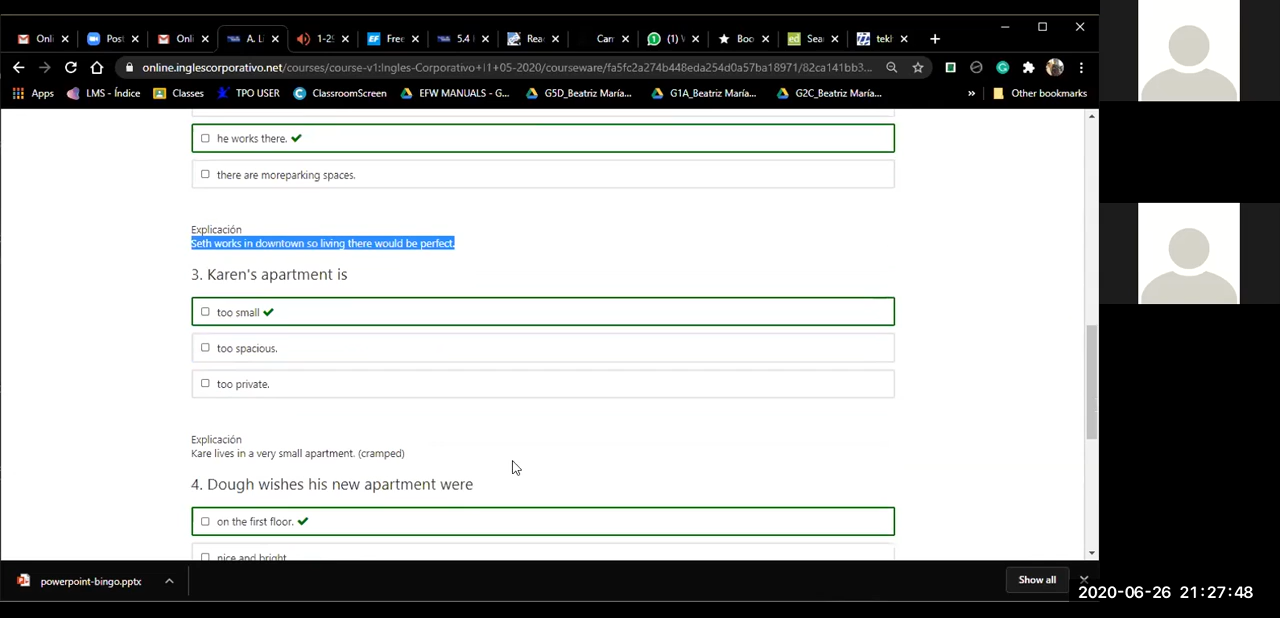 Onli
Post
Onli
A. Li
1-29
Free
5.4
Rea
Cam
(1) V
Boo
Sea
tekh
online.inglescorporativo.net/courses/course-v1:Ingles-Corporativo+i1+05-2020/courseware/fa5fc2a274b448eda254d0a57ba18971/82ca141bb3...
Apps
LMS - Índice
Classes
TPO USER
ClassroomScreen
EFW MANUALS - G...
G5D_Beatriz María...
G1A_Beatriz María...
G2C_Beatriz María...
»
Other bookmarks
he works there.
there are moreparking spaces.
Explicación
Seth works in downtown so living there would be perfect.
3. Karen's apartment is
too small
too spacious.
too private.
Explicación
Kare lives in a very small apartment. (cramped)
4. Dough wishes his new apartment were
on the first floor.
nice and bright
powerpoint-bingo.pptx
Show all
2020-06-26 21:27:48